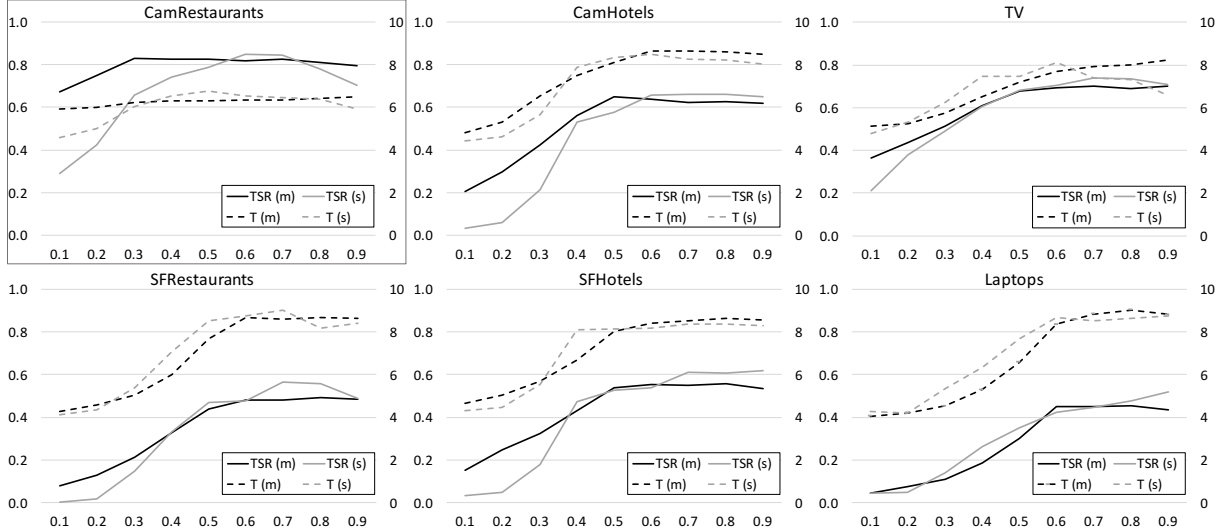 CamRestaurants CamHotels TV
1.0 10 1.0 10 1.0 10
0.8 8 0.8 8 0.8 8
0.6 6 0.6 6 0.6 6
0.4 4 0.4 4 0.4 4
0.2 TSR (m) TSR (s) 2 0.2 TSR (m) TSR (s) 2 0.2 TSR (m) TSR (s) 2
T (m) T (s) T (m) T (s) T (m) T (s)
0.0 0 0.0 0 0.0 0
0.1 0.2 0.3 0.4 0.5 0.6 0.7 0.8 0.9 0.1 0.2 0.3 0.4 0.5 0.6 0.7 0.8 0.9 0.1 0.2 0.3 0.4 0.5 0.6 0.7 0.8 0.9
SFRestaurants SFHotels Laptops
1.0 10 1.0 10 1.0 10
0.8 8 0.8 8 0.8 8
0.6 6 0.6 6 0.6 6
0.4 4 0.4 4 0.4 4
0.2 TSR (m) TSR (s) 2 0.2 TSR (m) TSR (s) 2 0.2 TSR (m) TSR (s) 2
T (m) T (s) T (m) T (s) T (m) T (s)
0.0 0 0.0 0 0.0 0
0.1 0.2 0.3 0.4 0.5 0.6 0.7 0.8 0.9 0.1 0.2 0.3 0.4 0.5 0.6 0.7 0.8 0.9 0.1 0.2 0.3 0.4 0.5 0.6 0.7 0.8 0.9